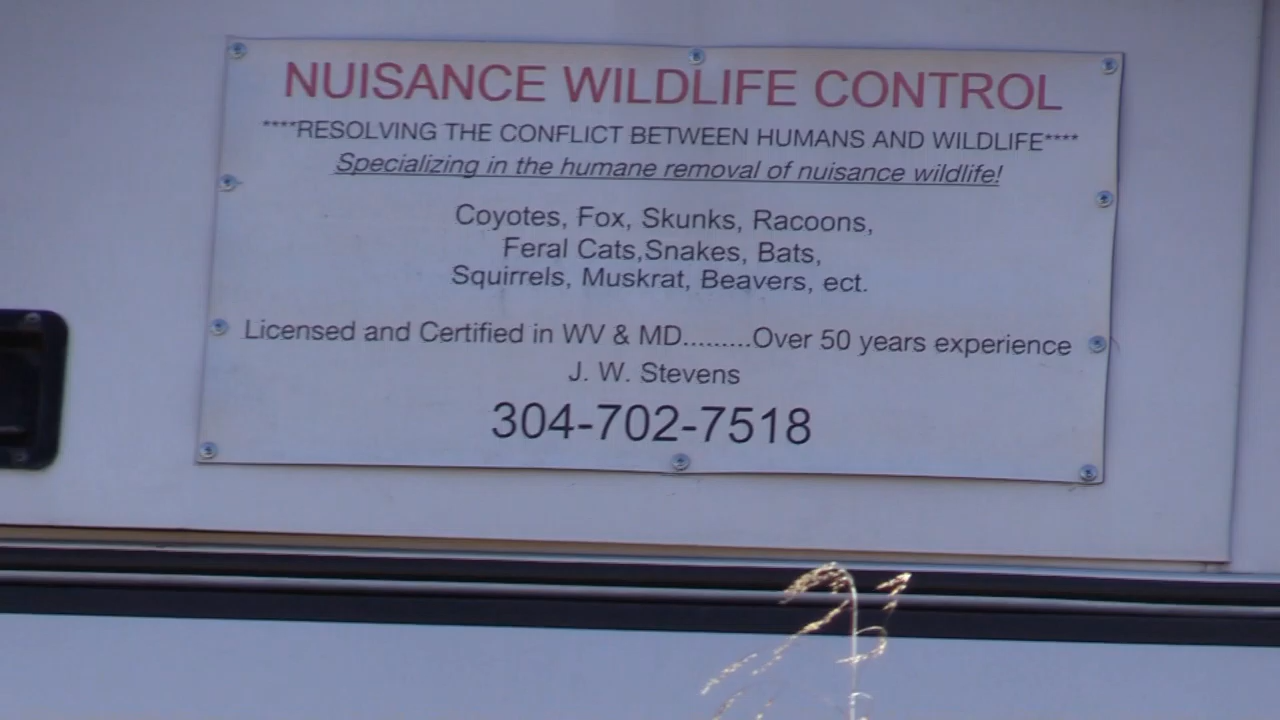 NUISANCE WILDLIFE CONTROL
****RESOLVING THE CONFLICT BETWEEN HUMANS AND WILDLIFE****
Specializing in the humane removal of nuisance wildlife!
Coyotes, Fox, Skunks, Racoons,
Feral Cats,Snakes, Bats,
Squirrels, Muskrat, Beavers, ect.
Licensed and Certified in WV & MD.........Over 50 years experience
J. W. Stevens
304-702-7518